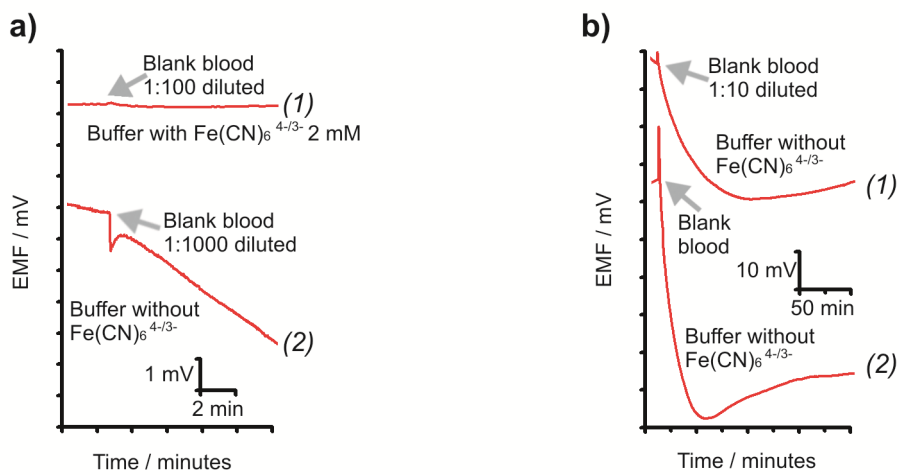 a)
Blank blood
1:100 diluted
(1)
Buffer with Fe(CN)6 4-/3- 2 mM
Blank blood
1:1000 diluted
Buffer without
Fe(CN)6 4-/3-
(2)
1 mV
2 min
EMF / mV
Time / minutes
b)
Blank blood
1:10 diluted
Buffer without
Fe(CN)6 4-/3-
(1)
Blank
blood
10 mV
50 min
Buffer without
Fe(CN)6 4-/3-
(2)
EMF / mV
Time / minutes